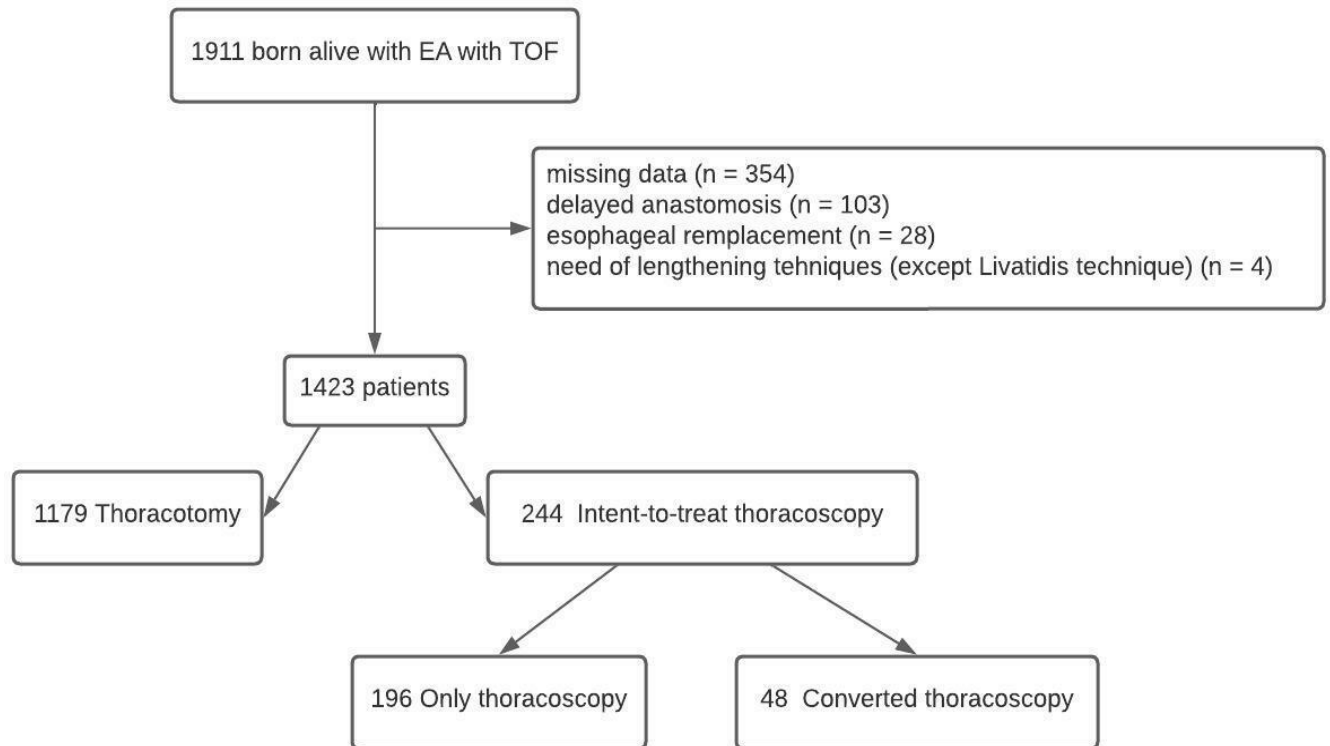 1911 born alive with EA with TOF
missing data (n = 354)
delayed anastomosis (n = 103)
esophageal remplacement (n = 28)
need of lengthening tehniques (except Livatidis technique) (n = 4)
1423 patients
1179 Thoracotomy
244  Intent-to-treat thoracoscopy
196 Only thoracoscopy
48  Converted thoracoscopy